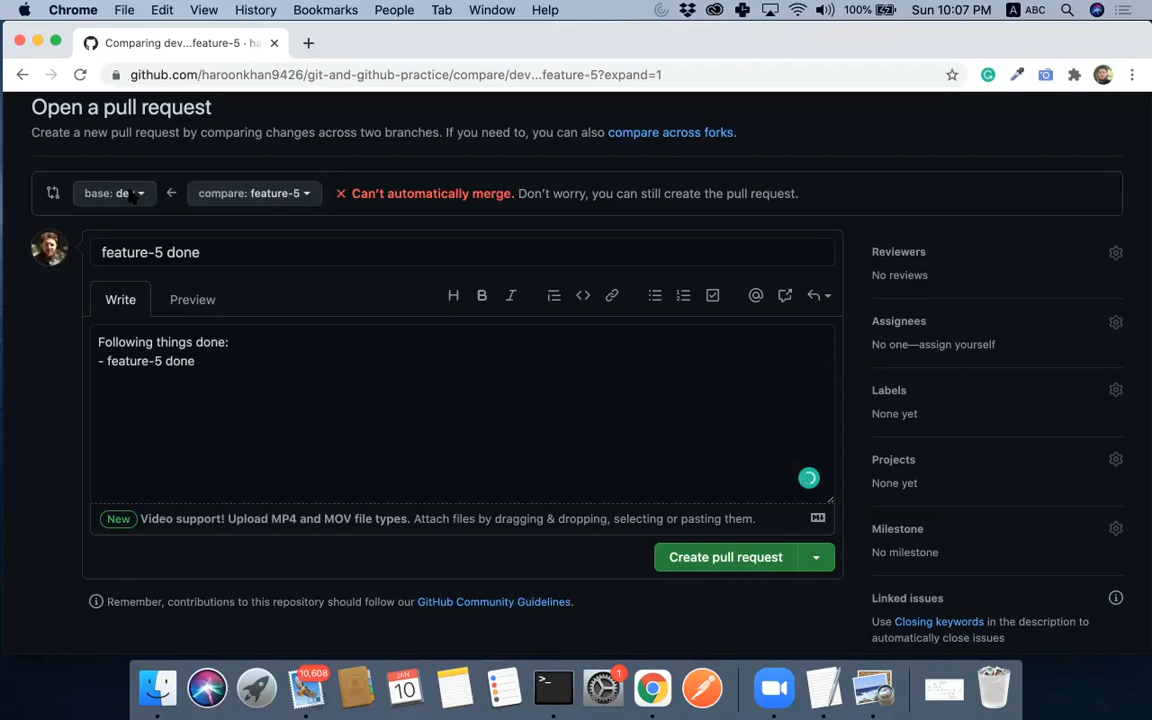 Chrome File Edit View History Bookmarks People Tab Window Help 100% Sun 10:07 PM A ABC
Comparing dev...feature-5 · ha
github.com/haroonkhan9426/git-and-github-practice/compare/dev...feature-5?expand=1
Open a pull request
Create a new pull request by comparing changes across two branches. If you need to, you can also compare across forks.
base: dev compare: feature-5 Can't automatically merge. Don't worry, you can still create the pull request.
feature-5 done
Write Preview
Following things done:
- feature-5 done
New Video support! Upload MP4 and MOV file types. Attach files by dragging & dropping, selecting or pasting them.
Create pull request
Remember, contributions to this repository should follow our GitHub Community Guidelines.
Reviewers
No reviews
Assignees
No one—assign yourself
Labels
None yet
Projects
None yet
Milestone
No milestone
Linked issues
Use Closing keywords in the description to
automatically close issues
10,608
JAN
10
1